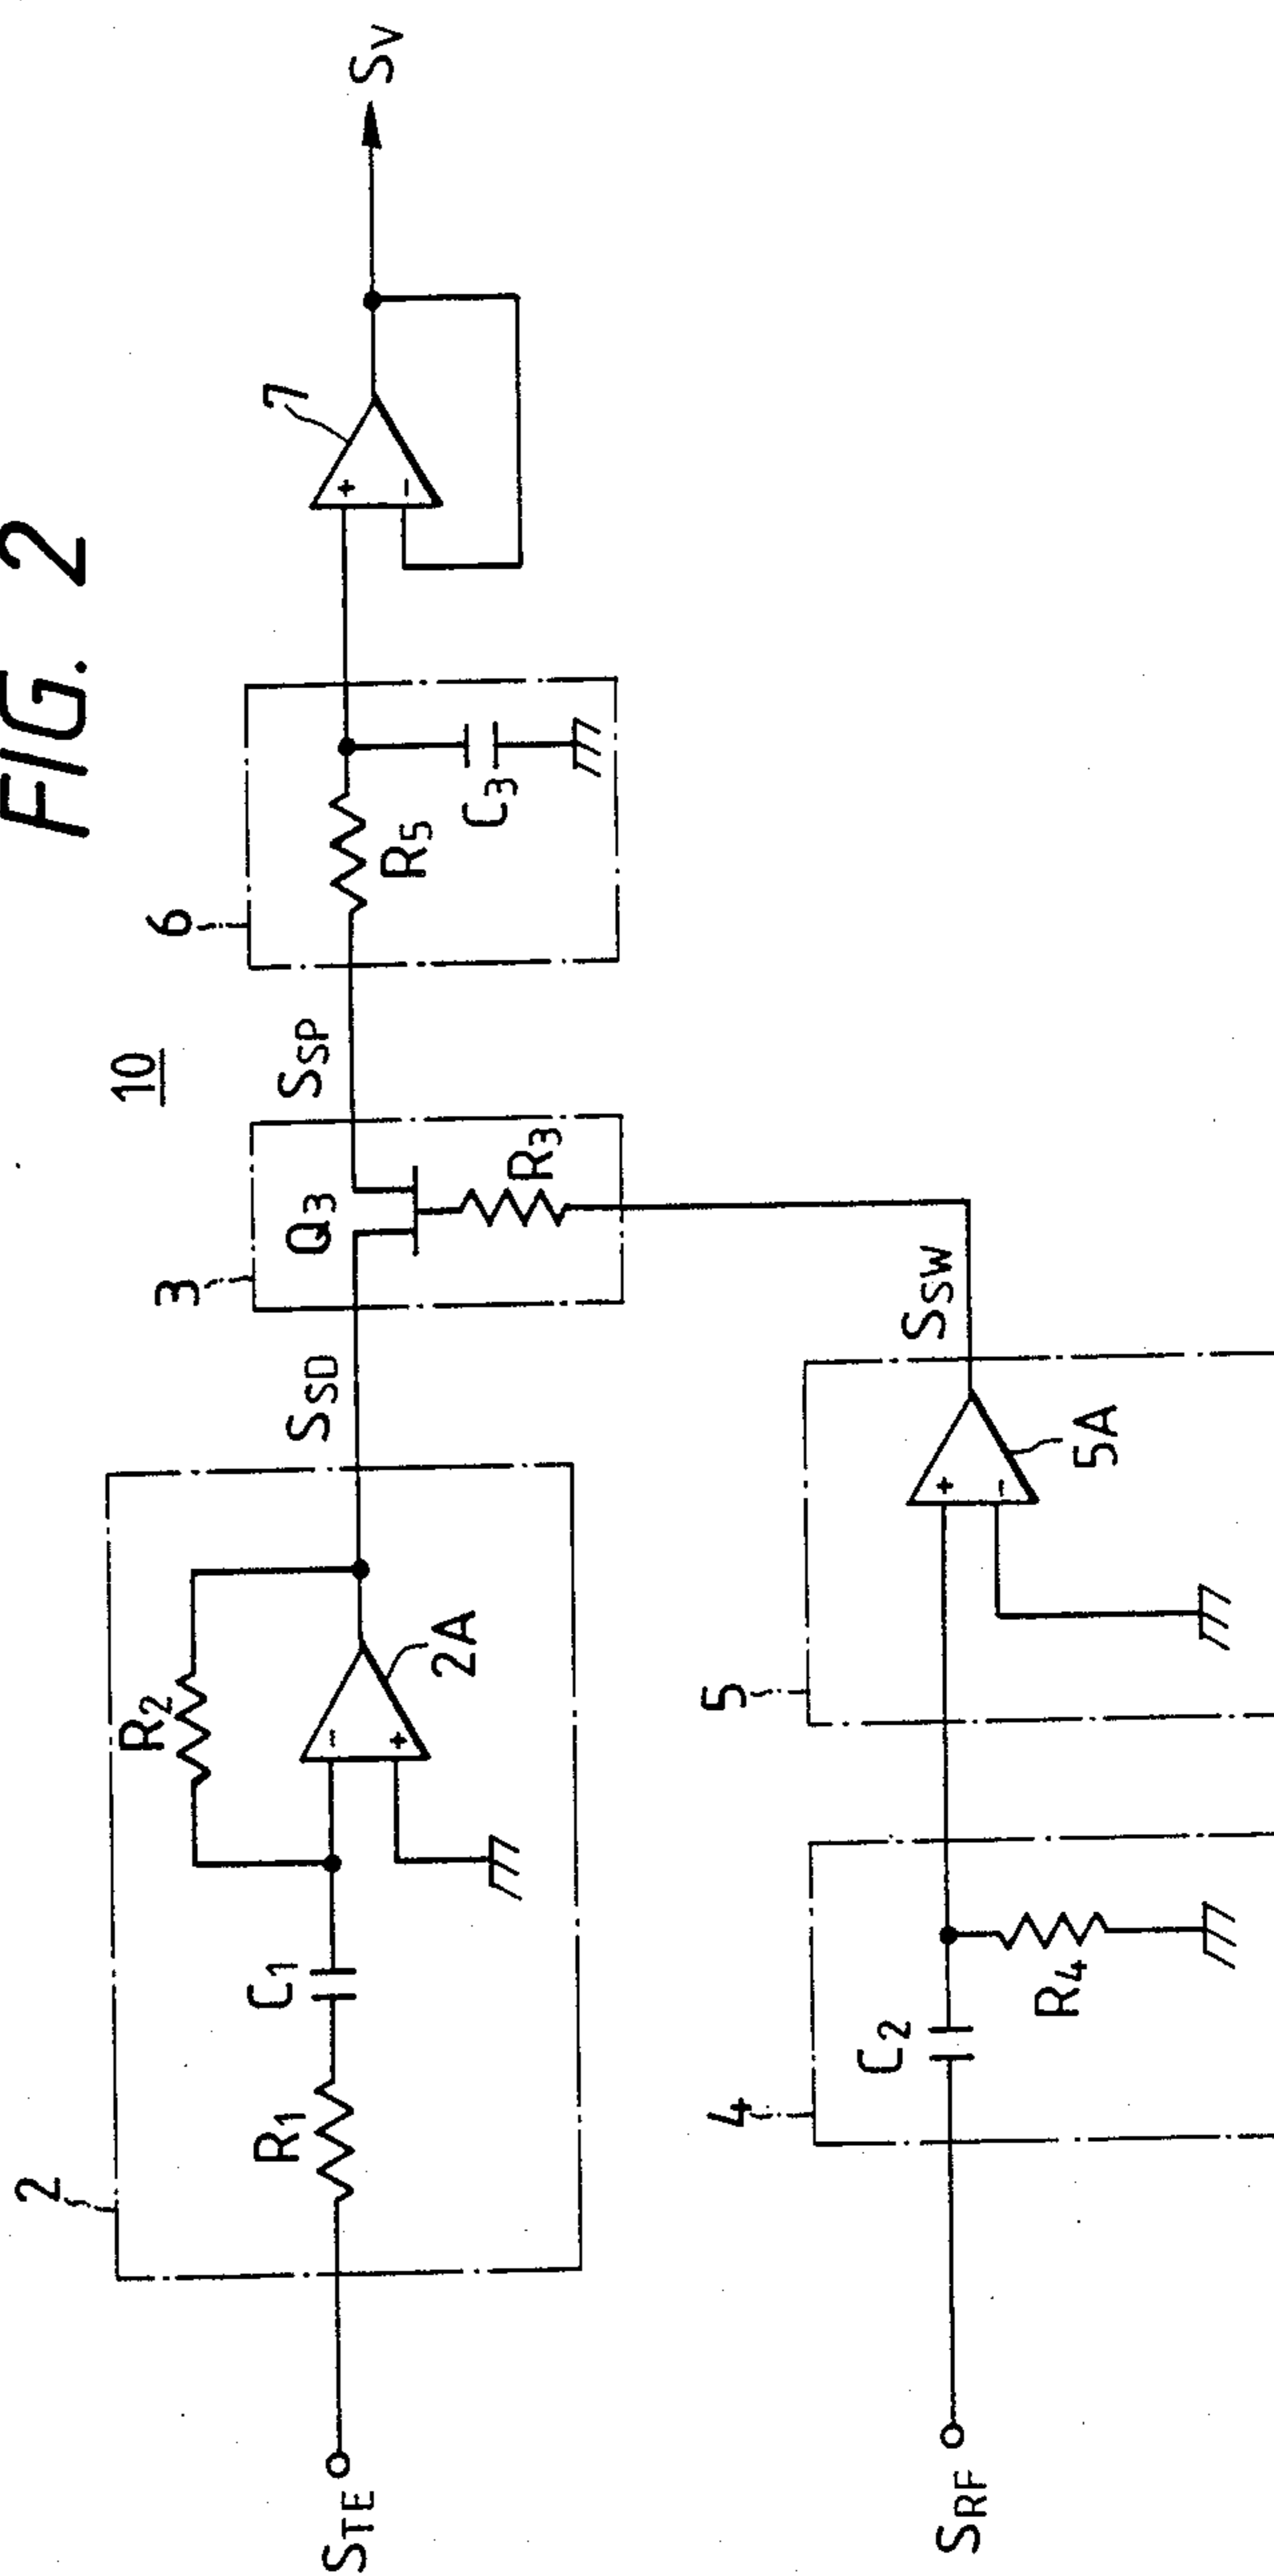 FIG. 2
10
2
R2
R1
C1
-
+
2A
STE
SSD
3
Q3
R3
SSP
6
R5
C3
7
+
-
SV
SRF
4
C2
R4
5
+
-
5A
SSW